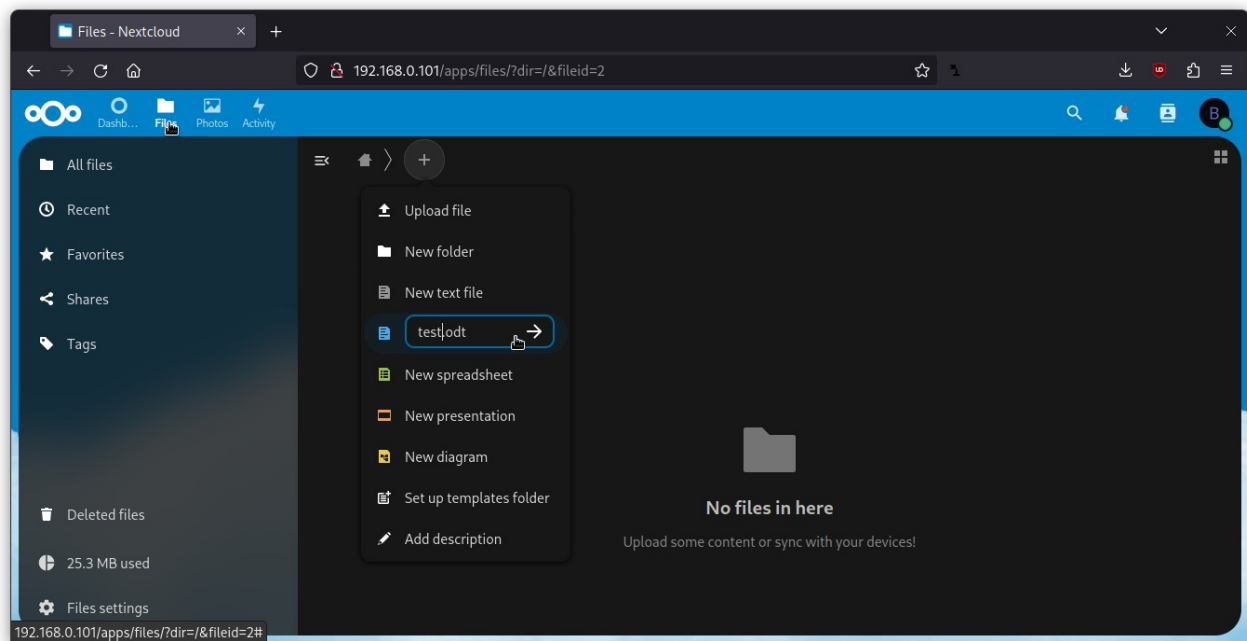 Files - Nextcloud
192.168.0.101/apps/files/?dir=/&fileid=2
Dashb...
Files
Photos
Activity
B
All files
Recent
Favorites
Shares
Tags
Deleted files
25.3 MB used
Files settings
Upload file
New folder
New text file
test.odt
New spreadsheet
New presentation
New diagram
Set up templates folder
Add description
No files in here
Upload some content or sync with your devices!
192.168.0.101/apps/files/?dir=/&fileid=2#